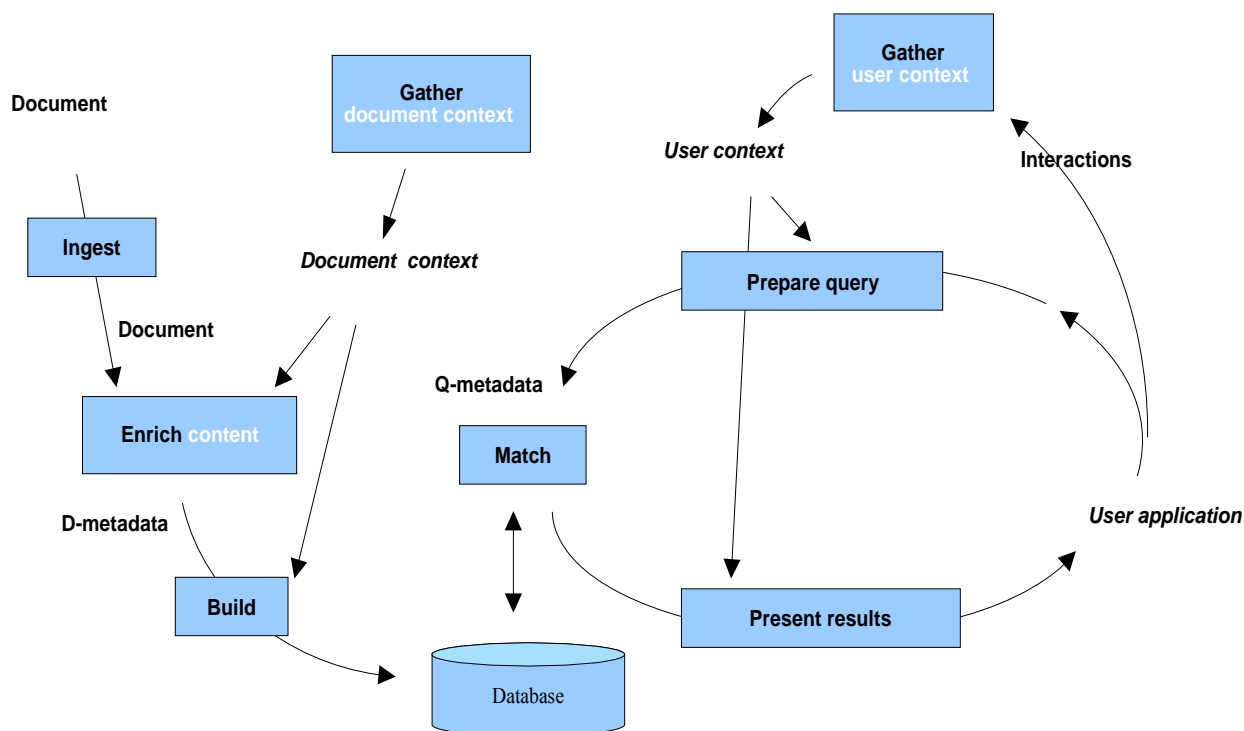 Gather
user context
Gather
document context
Document
User context
Interactions
Ingest
Document  context
Prepare query
Document
Q-metadata
Enrich content
Match
D-metadata
User application
Build
Present results
Database